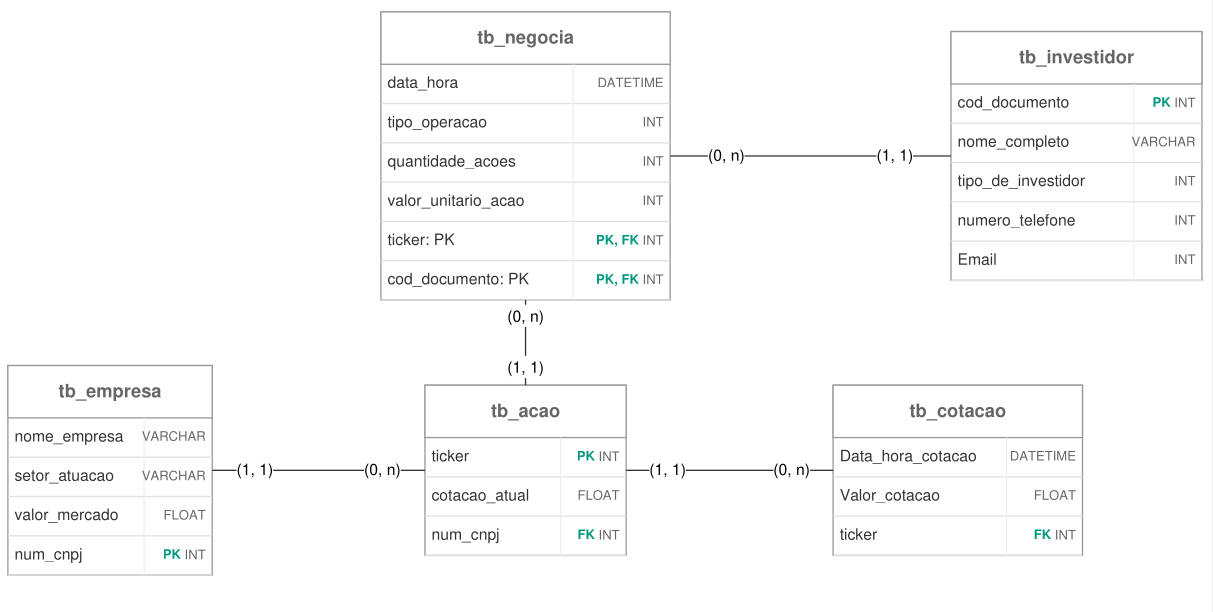 tb_negocia
data_hora DATETIME
tipo_operacao INT
quantidade_acoes INT
valor_unitario_acao INT
ticker: PK PK, FK INT
cod_documento: PK PK, FK INT
(0, n) (1, 1)
tb_investidor
cod_documento PK INT
nome_completo VARCHAR
tipo_de_investidor INT
numero_telefone INT
Email INT
(0, n)
(1, 1)
tb_empresa
nome_empresa VARCHAR
setor_atuacao VARCHAR
valor_mercado FLOAT
num_cnpj PK INT
(1, 1) (0, n)
tb_acao
ticker PK INT
cotacao_atual FLOAT
num_cnpj FK INT
(1, 1) (0, n)
tb_cotacao
Data_hora_cotacao DATETIME
Valor_cotacao FLOAT
ticker FK INT